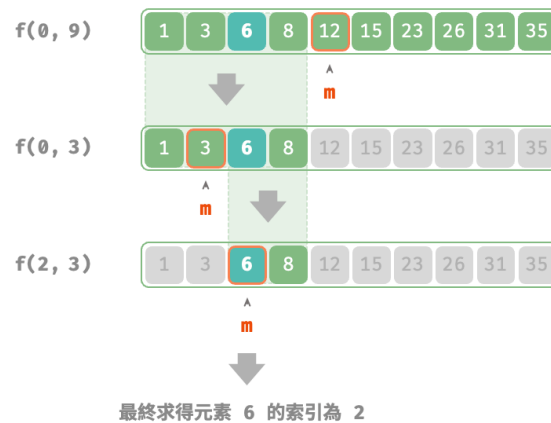 f(0, 9) 1 3 6 8 12 15 23 26 31 35
m
f(0, 3) 1 3 6 8 12 15 23 26 31 35
m
f(2, 3) 1 3 6 8 12 15 23 26 31 35
m
最終求得元素 6 的索引為 2